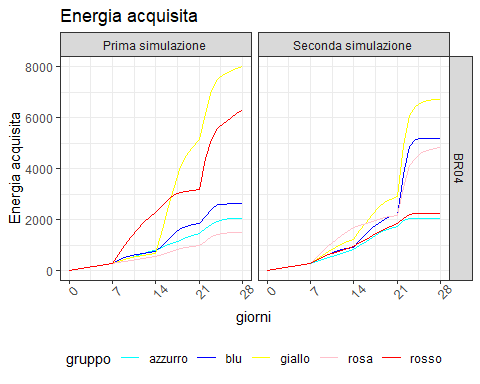 Energia acquisita
Prima simulazione
Seconda simulazione
8000
6000
4000
2000
0
Energia acquisita
BR04
0 7 14 21 28
0 7 14 21 28
giorni
gruppo azzurro blu giallo rosa rosso